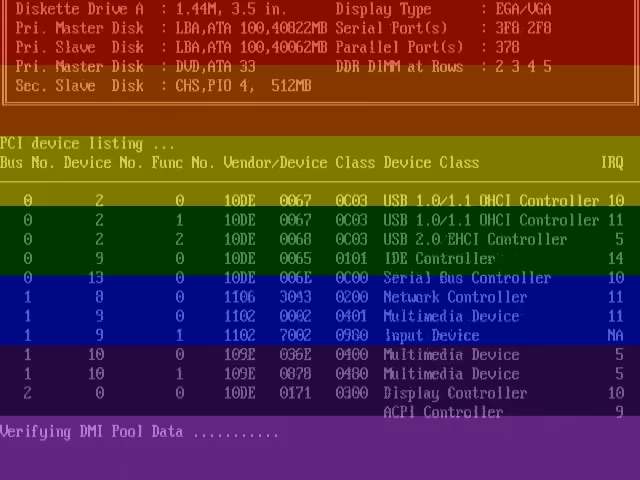 Diskette Drive A : 1.44M, 3.5 in. Display Type : EGA/VGA
Pri. Master Disk : LBA,ATA 100,40822MB Serial Port(s) : 3F8 2F8
Pri. Slave Disk : LBA,ATA 100,40062MB Parallel Port(s) : 378
Pri. Master Disk : DVD,ATA 33 DDR DIMM at Rows : 2 3 4 5
Sec. Slave Disk : CHS,PIO 4, 512MB
PCI device listing ...
Bus No. Device No. Func No. Vendor/Device Class Device Class IRQ
0 2 0 10DE 0067 0C03 USB 1.0/1.1 OHCI Controller 10
0 2 1 10DE 0067 0C03 USB 1.0/1.1 OHCI Controller 11
0 2 2 10DE 0068 0C03 USB 2.0 EHCI Controller 5
0 9 0 10DE 0065 0101 IDE Controller 14
0 13 0 10DE 006E 0C00 Serial Bus Controller 10
1 8 0 1106 3043 0200 Network Controller 11
1 9 0 1102 0002 0401 Multimedia Device 11
1 9 1 1102 7002 0980 Input Device NA
1 10 0 109E 036E 0400 Multimedia Device 5
1 10 1 109E 0878 0480 Multimedia Device 5
2 0 0 10DE 0171 0300 Display Controller 10
ACPI Controller 9
Verifying DMI Pool Data ...........